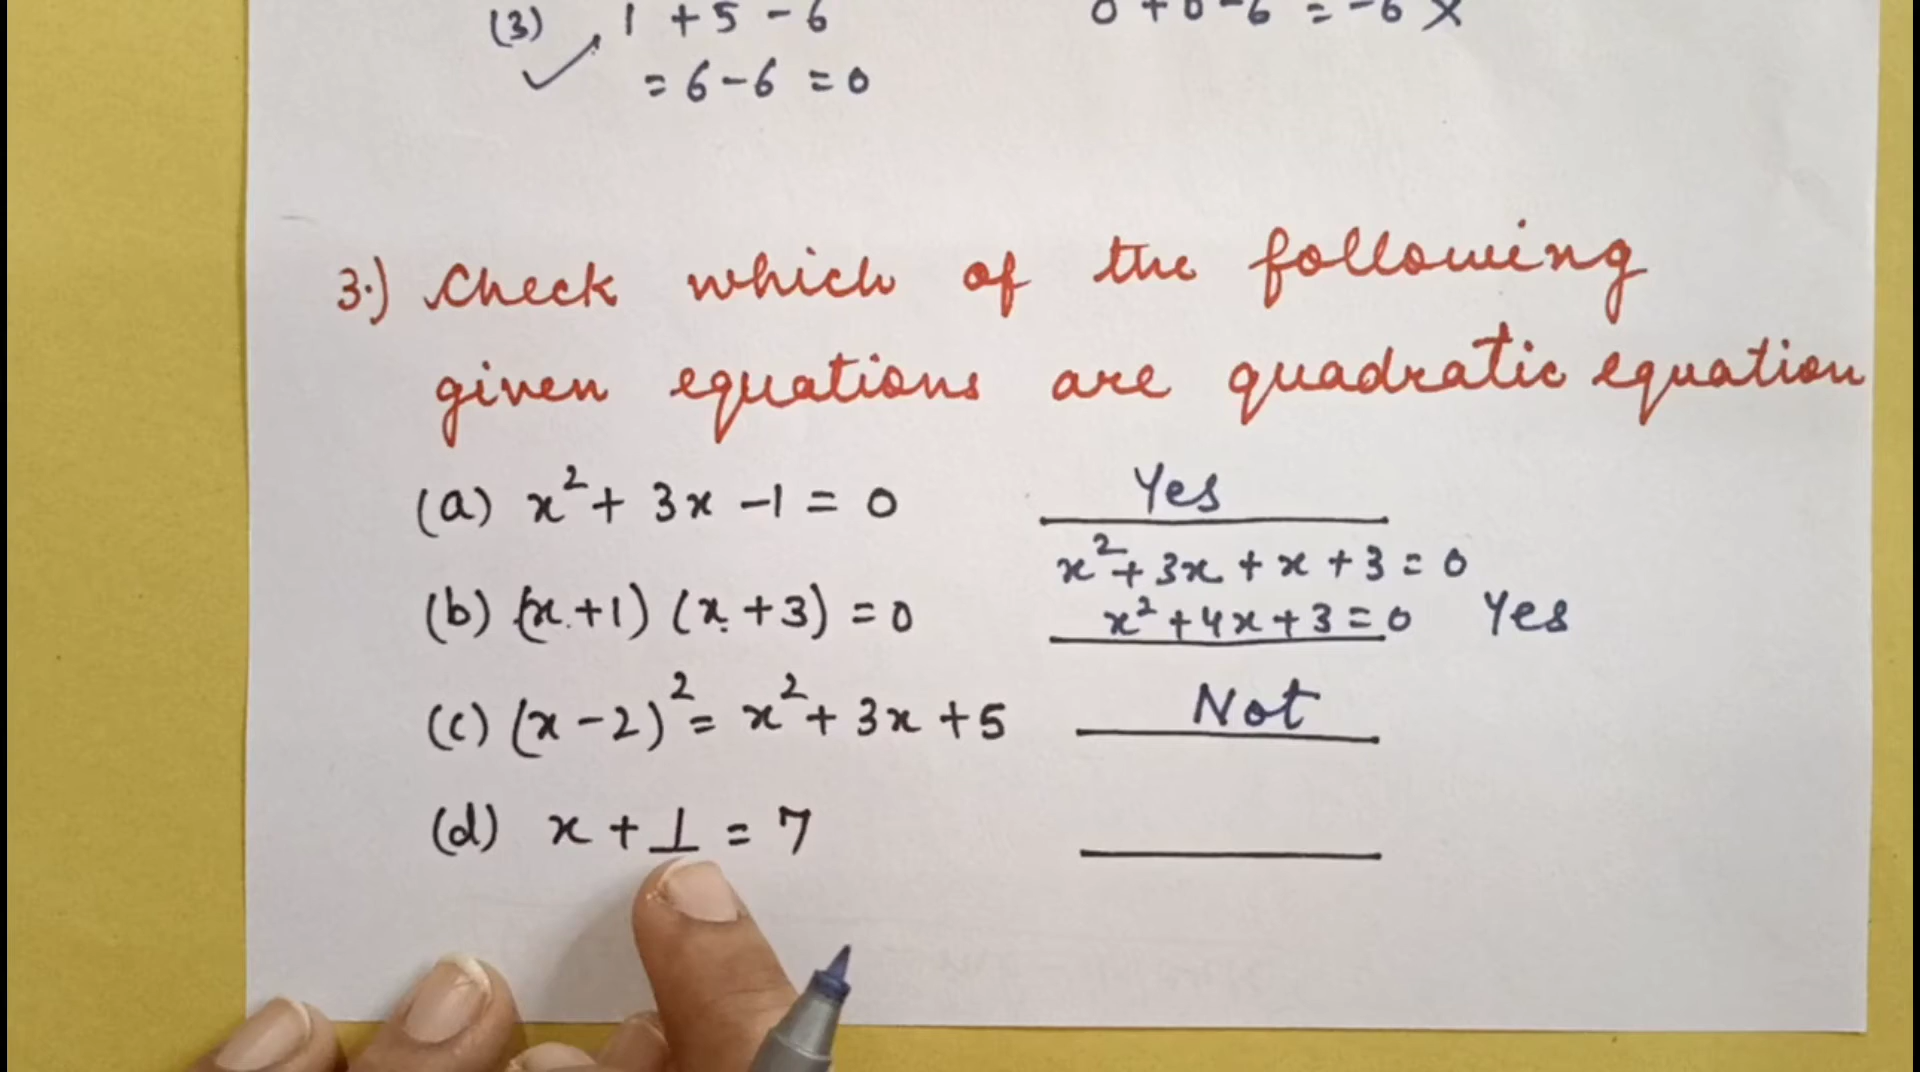 (3) 1 + 5 - 6
= 6 - 6 = 0
0 + 0 - 6 = -6 ×
3.) Check which of the following
given equations are quadratic equation
(a) x² + 3x - 1 = 0 Yes
x² + 3x + x + 3 = 0
(b) (x + 1) (x + 3) = 0 x² + 4x + 3 = 0 Yes
(c) (x - 2)² = x² + 3x + 5 Not
(d) x + 1 = 7